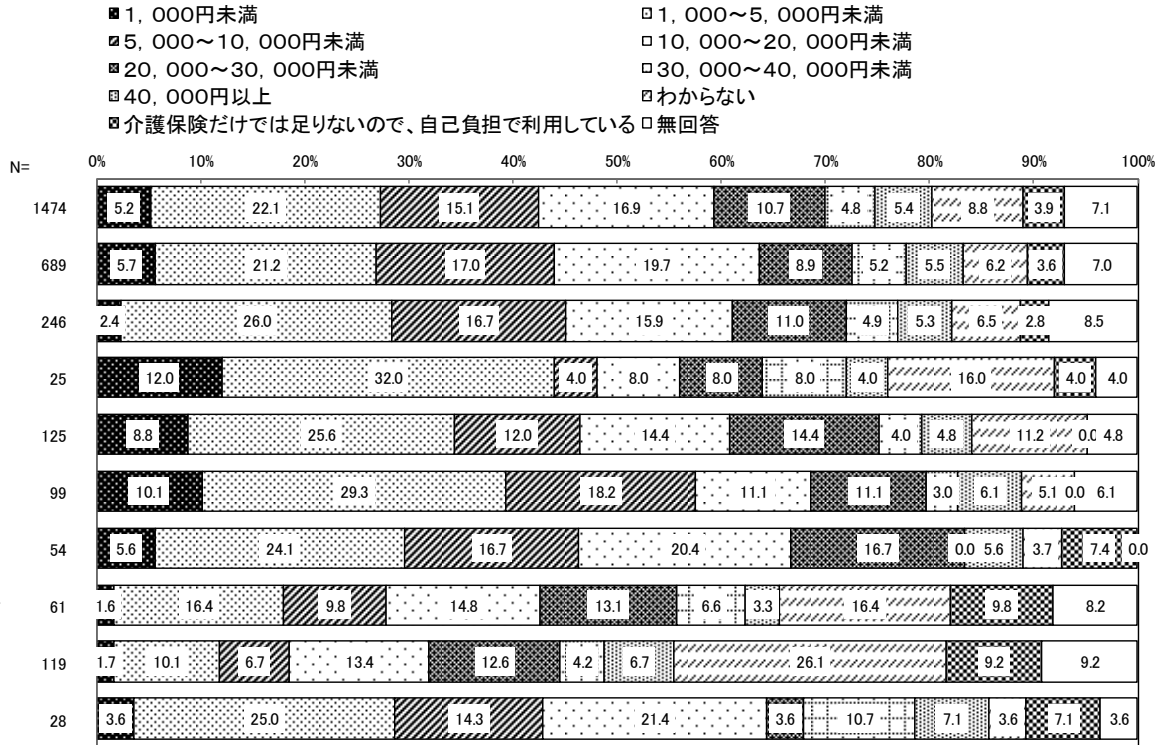 1，000円未満 1，000～5，000円未満
5，000～10，000円未満 10，000～20，000円未満
20，000～30，000円未満 30，000～40，000円未満
40，000円以上 わからない
介護保険だけでは足りないので、自己負担で利用している 無回答
N= 0% 10% 20% 30% 40% 50% 60% 70% 80% 90% 100%
1474 5.2 22.1 15.1 16.9 10.7 4.8 5.4 8.8 3.9 7.1
689 5.7 21.2 17.0 19.7 8.9 5.2 5.5 6.2 3.6 7.0
246 2.4 26.0 16.7 15.9 11.0 4.9 5.3 6.5 2.8 8.5
25 12.0 32.0 4.0 8.0 8.0 8.0 4.0 16.0 4.0 4.0
125 8.8 25.6 12.0 14.4 14.4 4.0 4.8 11.2 0.0 4.8
99 10.1 29.3 18.2 11.1 11.1 3.0 6.1 5.1 0.0 6.1
54 5.6 24.1 16.7 20.4 16.7 0.0 5.6 3.7 7.4 0.0
61 1.6 16.4 9.8 14.8 13.1 6.6 3.3 16.4 9.8 8.2
119 1.7 10.1 6.7 13.4 12.6 4.2 6.7 26.1 9.2 9.2
28 3.6 25.0 14.3 21.4 3.6 10.7 7.1 3.6 7.1 3.6